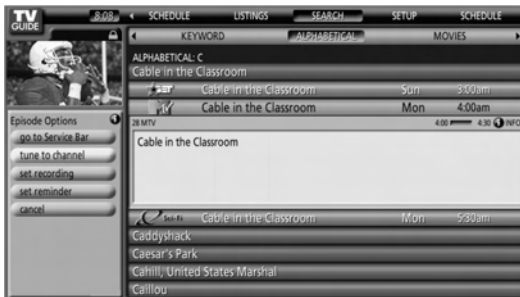 TV GUIDE
8:08
SCHEDULE LISTINGS SEARCH SETUP SCHEDULE
KEYWORD ALPHABETICAL MOVIES
ALPHABETICAL: C
Cable in the Classroom
BET Cable in the Classroom Sun 3:00am
Cable in the Classroom Mon 4:00am
28 MTV 4:00 4:30 INFO
Cable in the Classroom
Episode Options
go to Service Bar
tune to channel
set recording
set reminder
cancel
Sci-Fi Cable in the Classroom Mon 5:30am
Caddyshack
Caesar's Park
Cahill, United States Marshal
Caillou